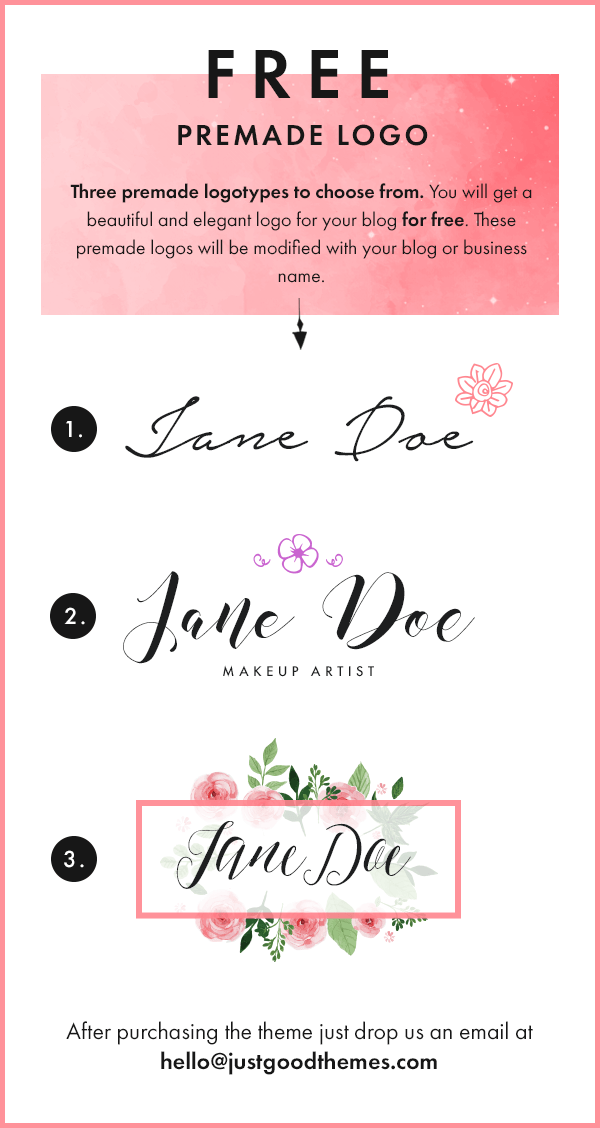 FREE
PREMADE LOGO
Three premade logotypes to choose from. You will get a
beautiful and elegant logo for your blog for free. These
premade logos will be modified with your blog or business
name.
1. Jane Doe
2. Jane Doe
MAKEUP ARTIST
3. Jane Doe
After purchasing the theme just drop us an email at
hello@justgoodthemes.com